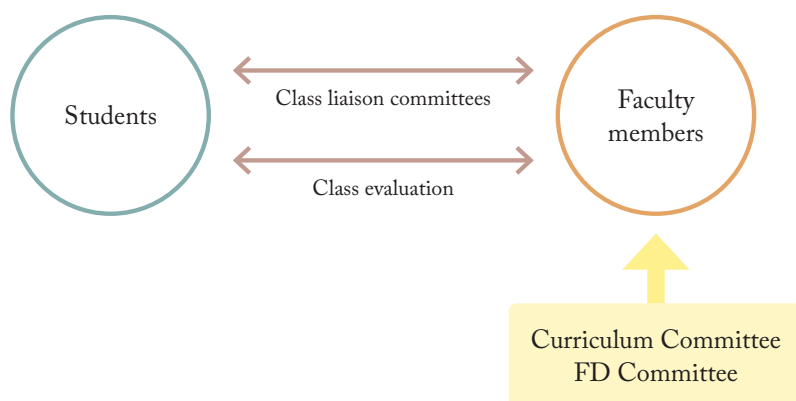 Students
Class liaison committees
Faculty
members
Class evaluation
Curriculum Committee
FD Committee